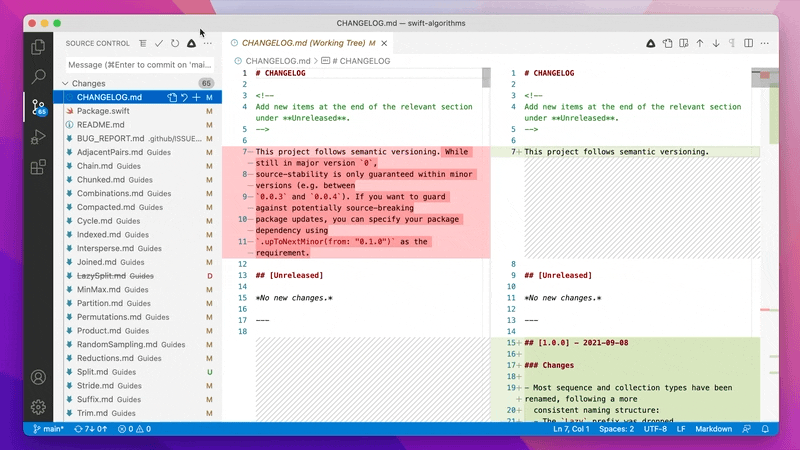 CHANGELOG.md — swift-algorithms
SOURCE CONTROL
Message (⌘Enter to commit on 'mai...
Changes 65
CHANGELOG.md M
Package.swift M
README.md M
BUG_REPORT.md .github/ISSUE... M
AdjacentPairs.md Guides M
Chain.md Guides M
Chunked.md Guides M
Combinations.md Guides M
Compacted.md Guides M
Cycle.md Guides M
Indexed.md Guides M
Intersperse.md Guides M
Joined.md Guides M
LazySplit.md Guides D
MinMax.md Guides M
Partition.md Guides M
Permutations.md Guides M
Product.md Guides M
RandomSampling.md Guides M
Reductions.md Guides M
Split.md Guides U
Stride.md Guides M
Suffix.md Guides M
Trim.md Guides M
CHANGELOG.md (Working Tree) M
CHANGELOG.md > # CHANGELOG
1 # CHANGELOG
2
3 <!--
4 Add new items at the end of the relevant section
under **Unreleased**.
5 -->
6
7 — This project follows semantic versioning. While
still in major version `0`,
8 — source-stability is only guaranteed within minor
versions (e.g. between
9 — `0.0.3` and `0.0.4`). If you want to guard
against potentially source-breaking
10 — package updates, you can specify your package
dependency using
11 — `.upToNextMinor(from: "0.1.0")` as the
requirement.
12
13 ## [Unreleased]
14
15 *No new changes.*
16
17 ---
18
1 # CHANGELOG
2
3 <!--
4 Add new items at the end of the relevant section
under **Unreleased**.
5 -->
6
7+ This project follows semantic versioning.
8
9 ## [Unreleased]
10
11 *No new changes.*
12
13 ---
14
15+ ## [1.0.0] - 2021-09-08
16+
17+ ### Changes
18+
19+ - Most sequence and collection types have been
renamed, following a more
20+ consistent naming structure:
21+ - The `Lazy` prefix was dropped
main* 7↓ 0↑ 0 0 Ln 7, Col 1 Spaces: 2 UTF-8 LF Markdown